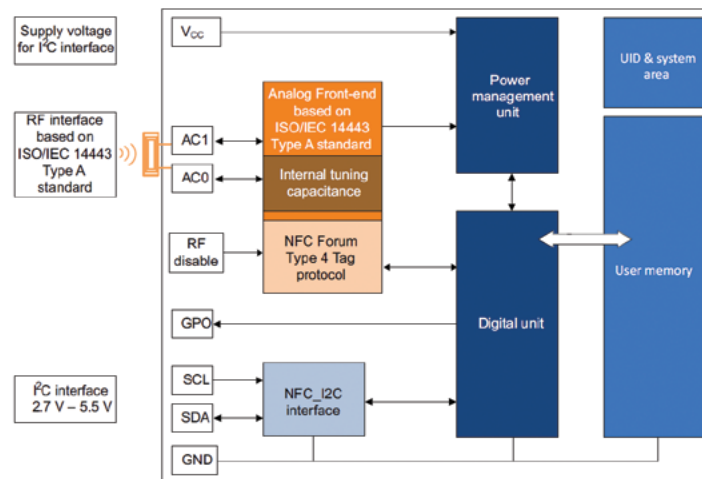 Supply voltage
for I²C interface
RF interface
based on
ISO/IEC 14443
Type A
standard
I²C interface
2.7 V – 5.5 V
VCC
AC1
AC0
RF
disable
GPO
SCL
SDA
GND
Analog Front-end
based on
ISO/IEC 14443
Type A standard
Internal tuning
capacitance
NFC Forum
Type 4 Tag
protocol
NFC_I2C
interface
Power
management
unit
Digital unit
UID & system
area
User memory